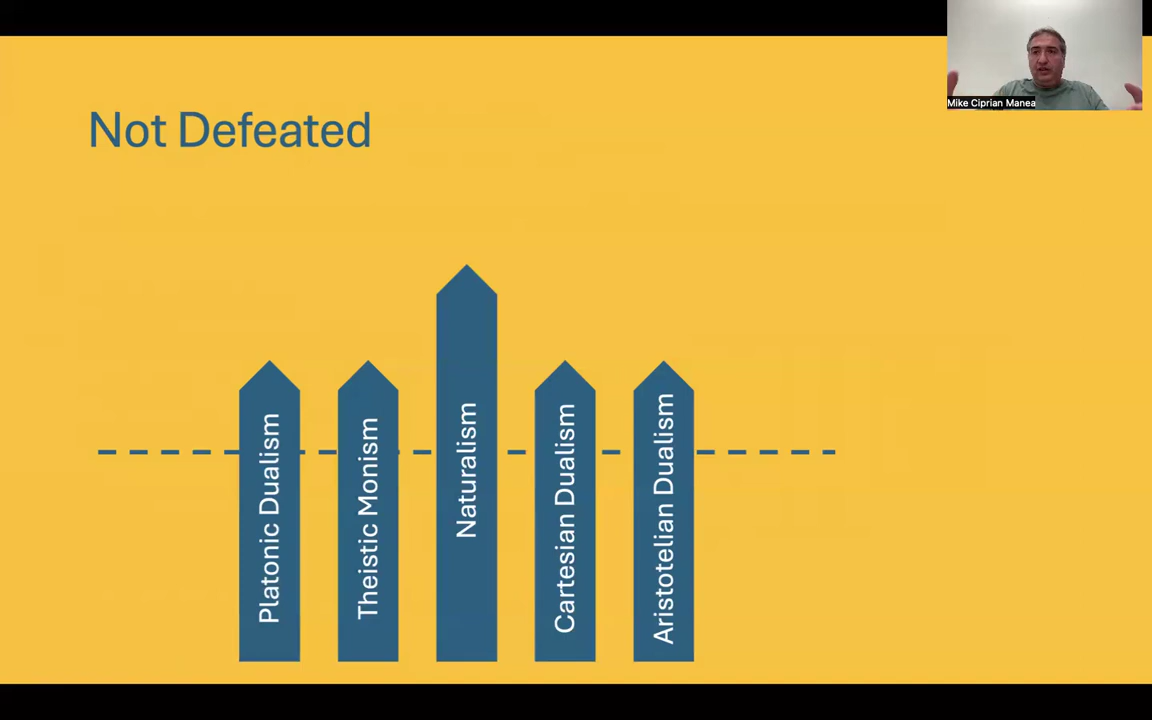 Mike Ciprian Manea
Not Defeated
Platonic Dualism
Theistic Monism
Naturalism
Cartesian Dualism
Aristotelian Dualism